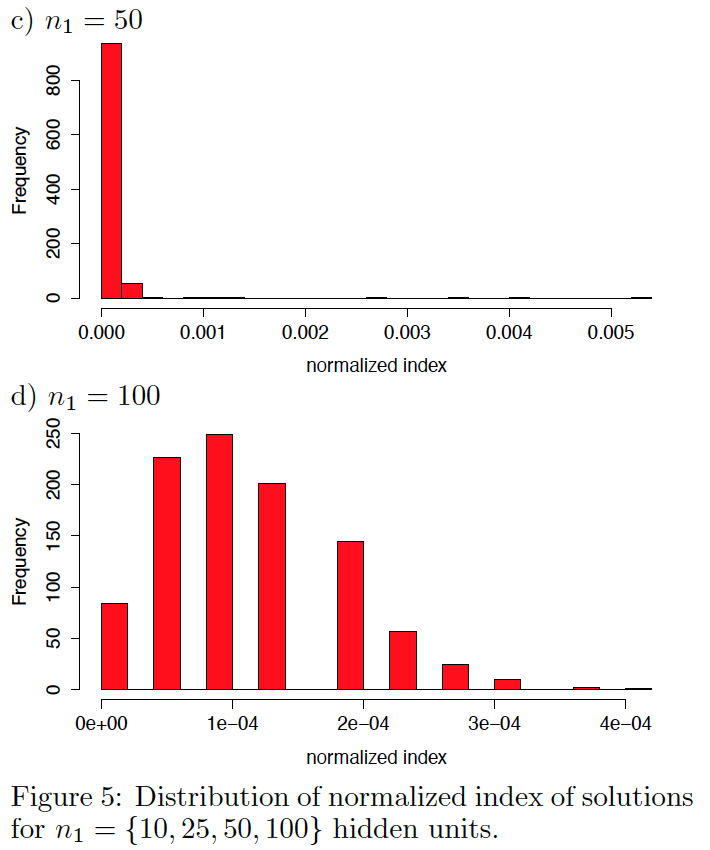 c) n₁ = 50
800
600
400
200
0
Frequency
0.000 0.001 0.002 0.003 0.004 0.005
normalized index
d) n₁ = 100
250
200
150
100
50
0
Frequency
0e+00 1e−04 2e−04 3e−04 4e−04
normalized index
Figure 5: Distribution of normalized index of solutions
for n₁ = {10, 25, 50, 100} hidden units.